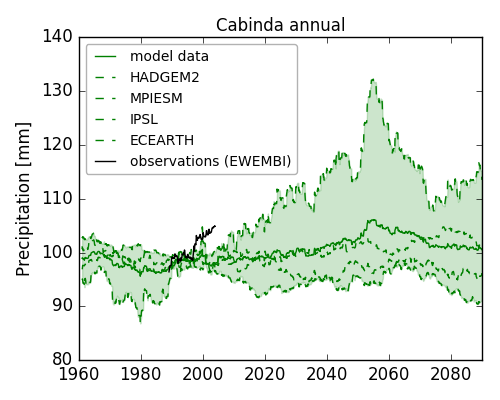 Cabinda annual
Precipitation [mm]
140
130
120
110
100
90
80
model data
HADGEM2
MPIESM
IPSL
ECEARTH
observations (EWEMBI)
1960 1980 2000 2020 2040 2060 2080